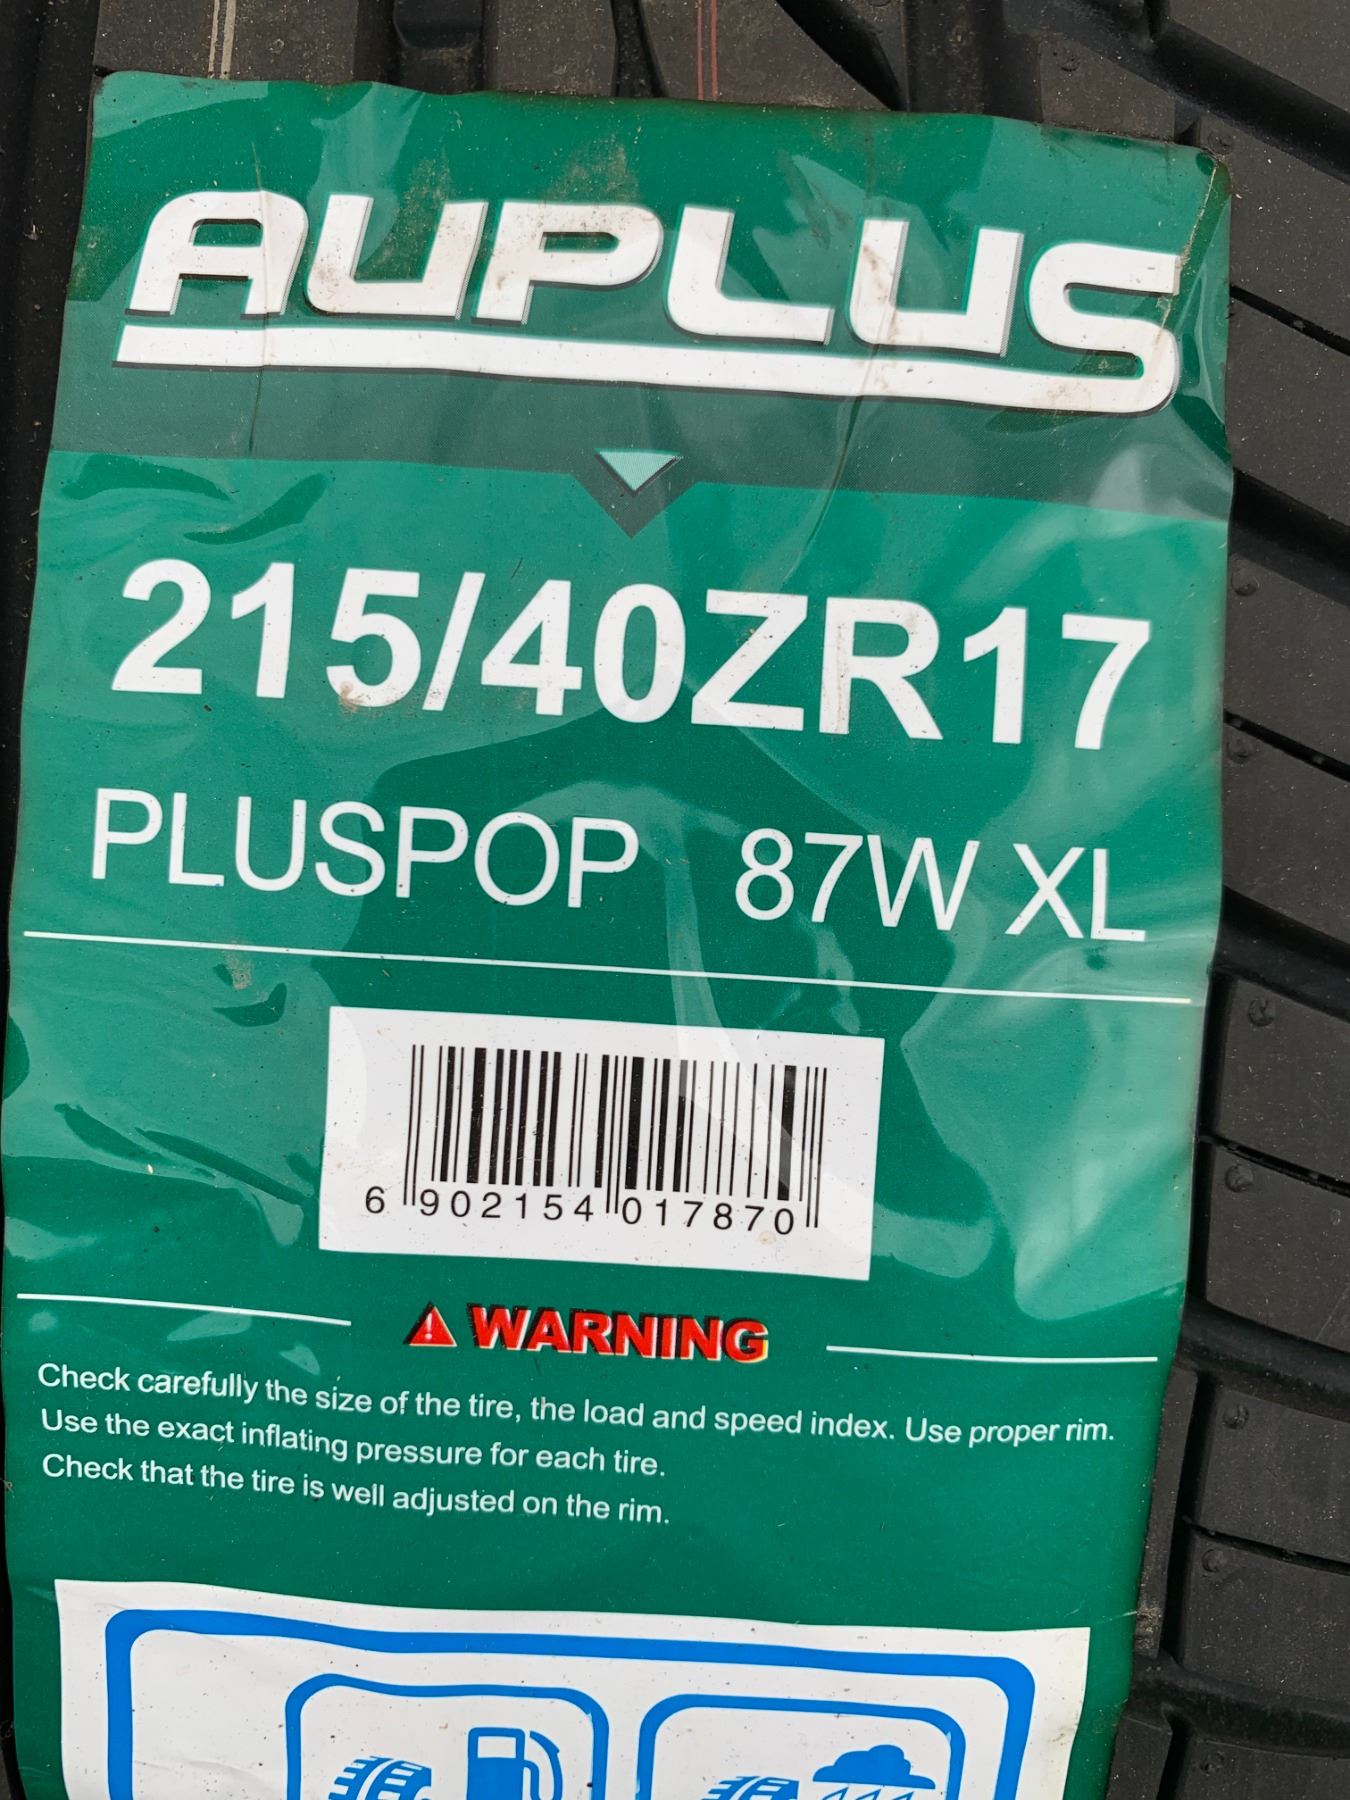 AUPLUS
215/40ZR17
PLUSPOP 87W XL
6 902154 017870
WARNING
Check carefully the size of the tire, the load and speed index. Use proper rim.
Use the exact inflating pressure for each tire.
Check that the tire is well adjusted on the rim.